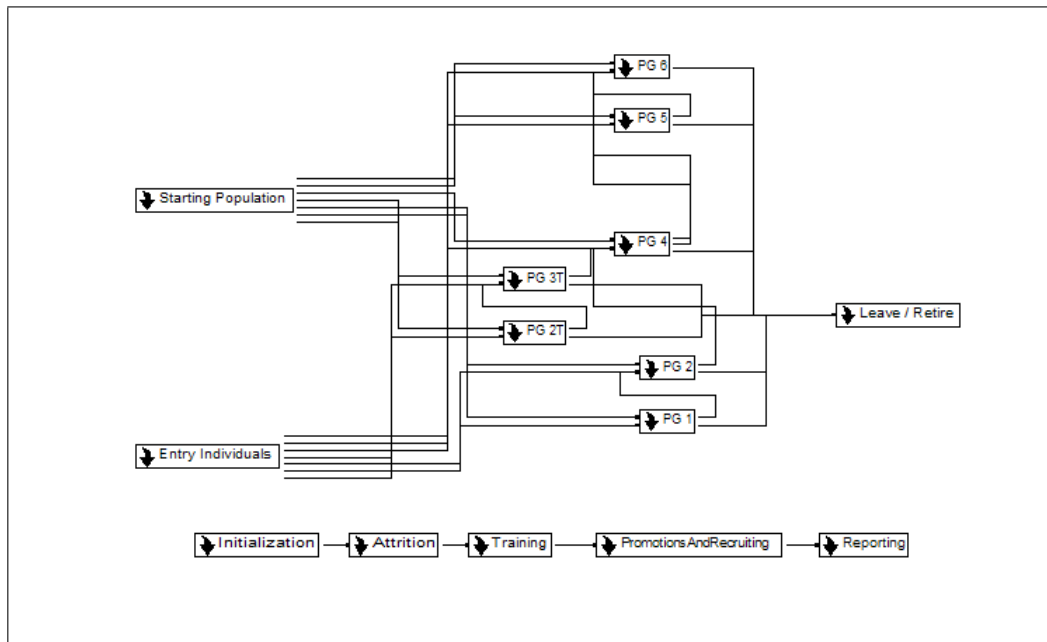 PG 6
PG 5
Starting Population
PG 4
PG 3T
Leave / Retire
PG 2T
PG 2
PG 1
Entry Individuals
Initialization
Attrition
Training
PromotionsAndRecruiting
Reporting